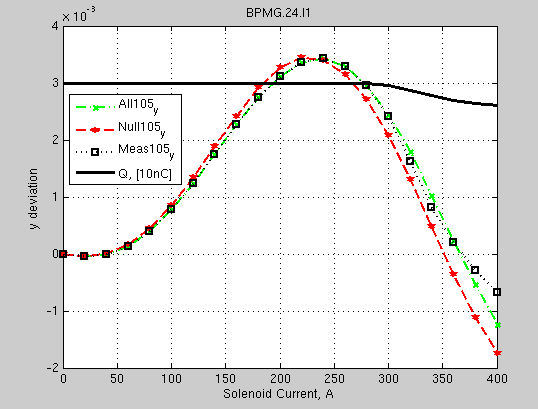 BPMG.24.I1
x 10⁻³
4
3
2
1
0
-1
-2
y deviation
All105y
Null105y
Meas105y
Q, [10nC]
0 50 100 150 200 250 300 350 400
Solenoid Current, A